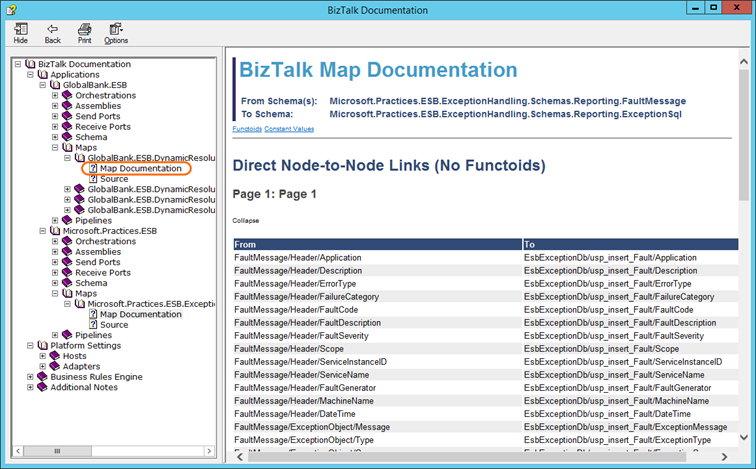 BizTalk Documentation
Hide Back Print Options
BizTalk Documentation
Applications
GlobalBank.ESB
Orchestrations
Assemblies
Send Ports
Receive Ports
Schema
Maps
GlobalBank.ESB.DynamicResolu
Map Documentation
Source
GlobalBank.ESB.DynamicResolu
GlobalBank.ESB.DynamicResolu
GlobalBank.ESB.DynamicResolu
Pipelines
Microsoft.Practices.ESB
Orchestrations
Assemblies
Send Ports
Receive Ports
Schema
Maps
Microsoft.Practices.ESB.Excepti
Map Documentation
Source
Pipelines
Platform Settings
Hosts
Adapters
Business Rules Engine
Additional Notes
BizTalk Map Documentation
From Schema(s): Microsoft.Practices.ESB.ExceptionHandling.Schemas.Reporting.FaultMessage
To Schema: Microsoft.Practices.ESB.ExceptionHandling.Schemas.Reporting.ExceptionSql
Functoids Constant Values
Direct Node-to-Node Links (No Functoids)
Page 1: Page 1
Collapse
From To
FaultMessage/Header/Application EsbExceptionDb/usp_insert_Fault/Application
FaultMessage/Header/Description EsbExceptionDb/usp_insert_Fault/Description
FaultMessage/Header/ErrorType EsbExceptionDb/usp_insert_Fault/ErrorType
FaultMessage/Header/FailureCategory EsbExceptionDb/usp_insert_Fault/FailureCategory
FaultMessage/Header/FaultCode EsbExceptionDb/usp_insert_Fault/FaultCode
FaultMessage/Header/FaultDescription EsbExceptionDb/usp_insert_Fault/FaultDescription
FaultMessage/Header/FaultSeverity EsbExceptionDb/usp_insert_Fault/FaultSeverity
FaultMessage/Header/Scope EsbExceptionDb/usp_insert_Fault/Scope
FaultMessage/Header/ServiceInstanceID EsbExceptionDb/usp_insert_Fault/ServiceInstanceID
FaultMessage/Header/ServiceName EsbExceptionDb/usp_insert_Fault/ServiceName
FaultMessage/Header/FaultGenerator EsbExceptionDb/usp_insert_Fault/FaultGenerator
FaultMessage/Header/MachineName EsbExceptionDb/usp_insert_Fault/MachineName
FaultMessage/Header/DateTime EsbExceptionDb/usp_insert_Fault/DateTime
FaultMessage/ExceptionObject/Message EsbExceptionDb/usp_insert_Fault/ExceptionMessage
FaultMessage/ExceptionObject/Type EsbExceptionDb/usp_insert_Fault/ExceptionType